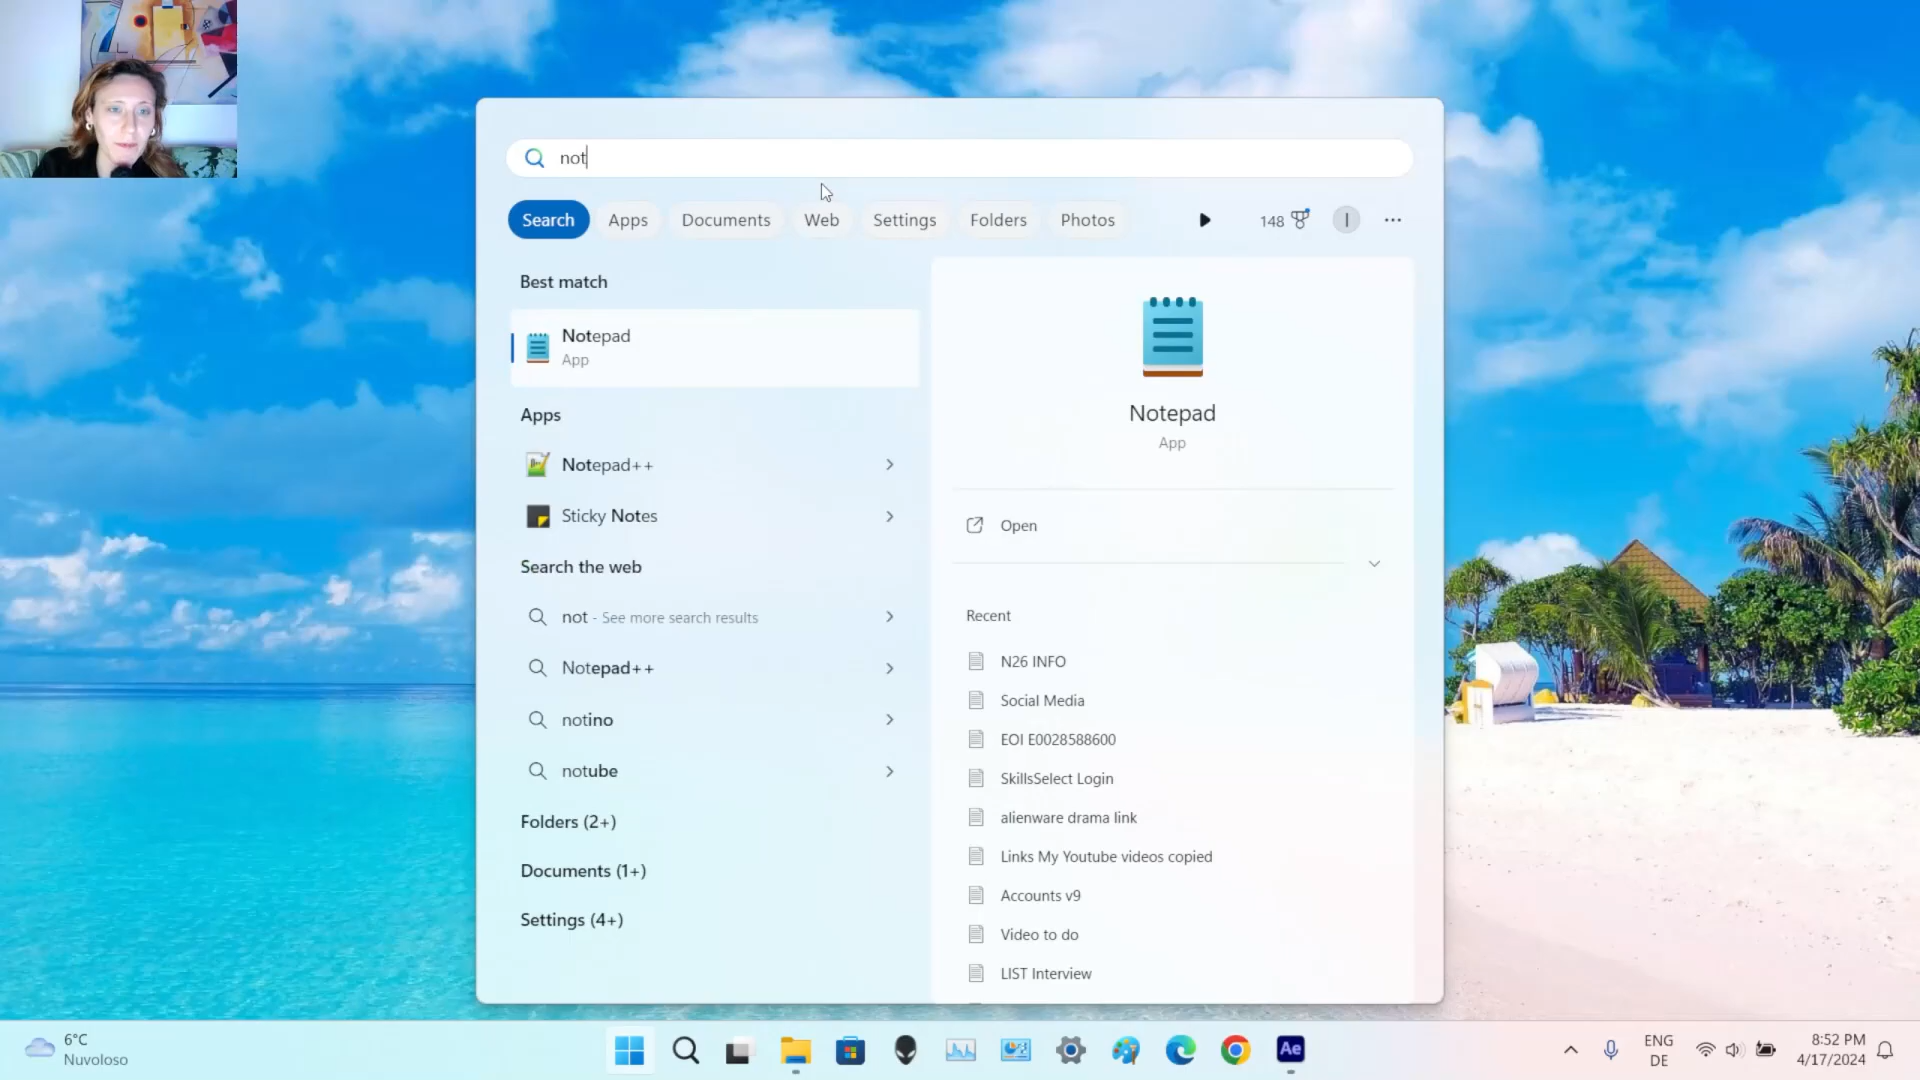 not
Search
Apps
Documents
Web
Settings
Folders
Photos
148
I
Best match
Notepad
App
Apps
Notepad++
Sticky Notes
Search the web
not - See more search results
Notepad++
notino
notube
Folders (2+)
Documents (1+)
Settings (4+)
Notepad
App
Open
Recent
N26 INFO
Social Media
EOI E0028588600
SkillsSelect Login
alienware drama link
Links My Youtube videos copied
Accounts v9
Video to do
LIST Interview
6°C
Nuvoloso
Ae
ENG
DE
8:52 PM
4/17/2024